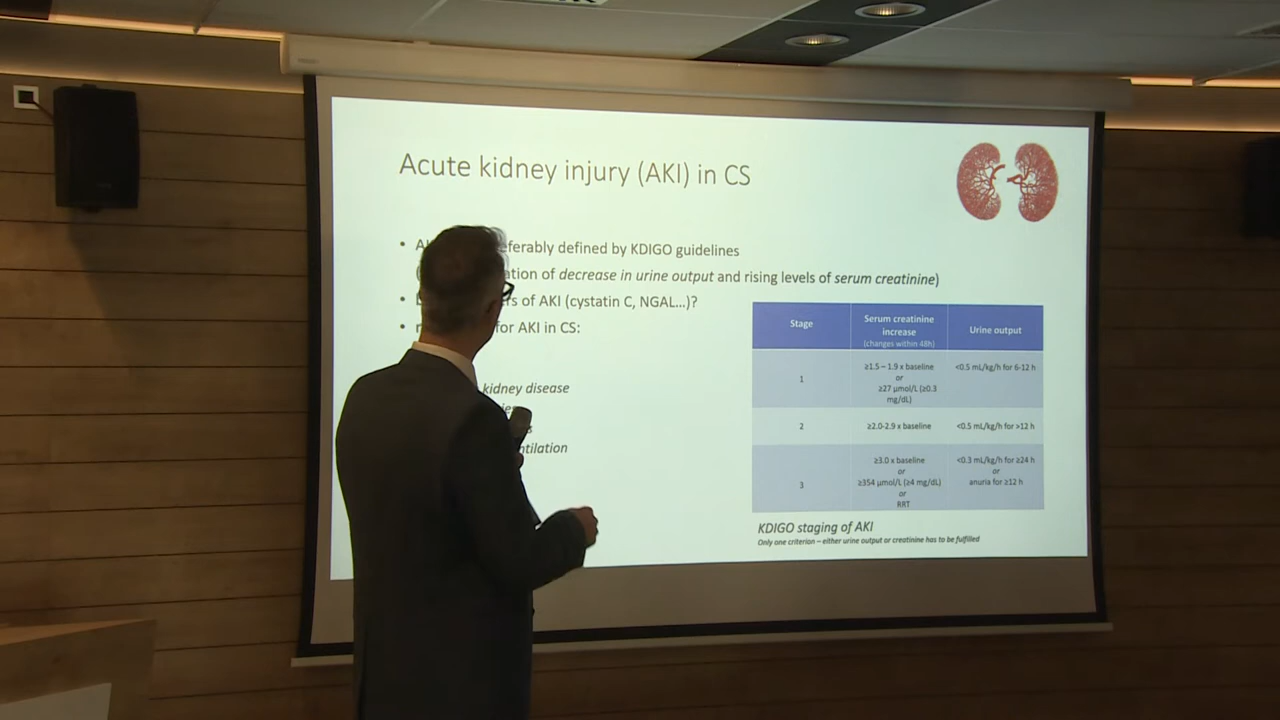 Acute kidney injury (AKI) in CS
eferably defined by KDIGO guidelines
ation of decrease in urine output and rising levels of serum creatinine)
of AKI (cystatin C, NGAL...)?
for AKI in CS:
kidney disease
Stage Serum creatinine increase (changes within 48h) Urine output
1 ≥1.5 – 1.9 x baseline or ≥27 µmol/L (≥0.3 mg/dL) <0.5 mL/kg/h for 6-12 h
2 ≥2.0-2.9 x baseline <0.5 mL/kg/h for >12 h
3 ≥3.0 x baseline or ≥354 µmol/L (≥4 mg/dL) or RRT <0.3 mL/kg/h for ≥24 h or anuria for ≥12 h
KDIGO staging of AKI
Only one criterion – either urine output or creatinine has to be fulfilled